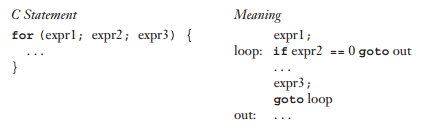 C Statement Meaning
for (expr1; expr2; expr3) { expr1;
... loop: if expr2 == 0 goto out
} ...
expr3;
goto loop
out: ...